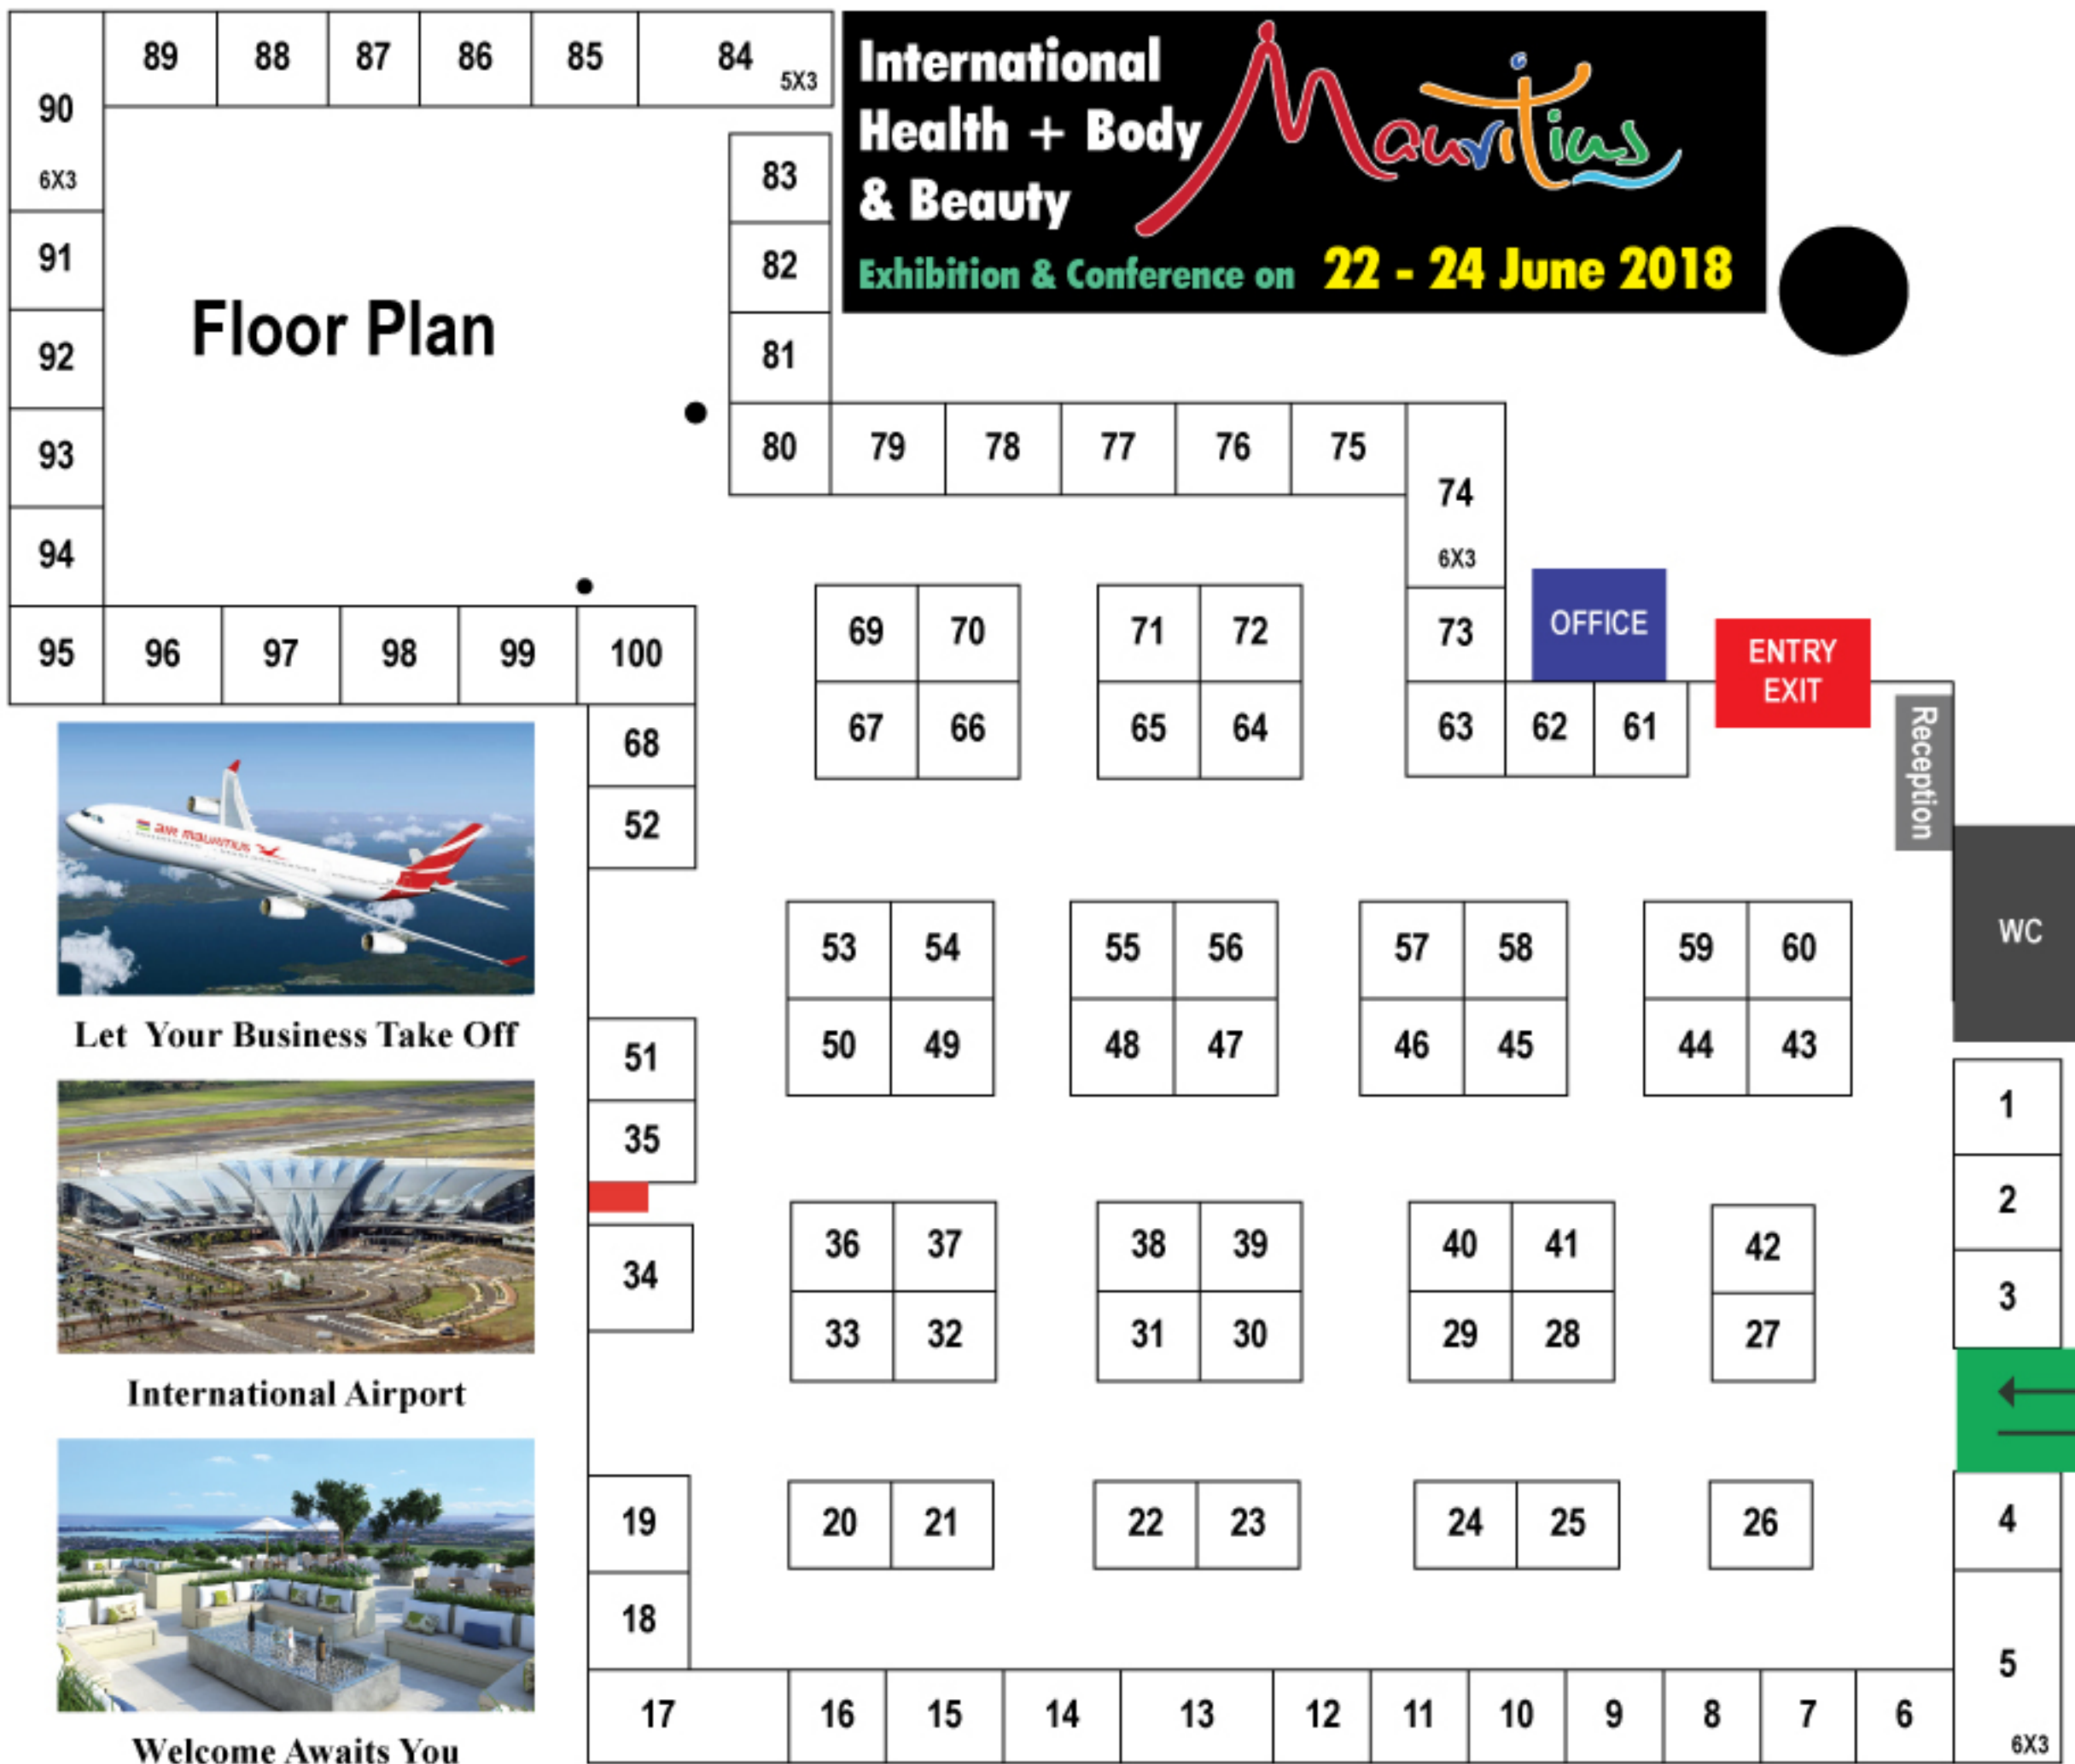 89 88 87 86 85 84 5X3
International
Health + Body
& Beauty
Mauritius
Exhibition & Conference on 22 - 24 June 2018
90
6X3
83
91
82
Floor Plan
92
81
93
80 79 78 77 76 75
74
6X3
94
69 70 71 72 73
OFFICE
ENTRY
EXIT
95 96 97 98 99 100
67 66 65 64 63 62 61
Reception
68
52
AIR MAURITIUS
53 54 55 56 57 58 59 60
WC
Let Your Business Take Off
51
50 49 48 47 46 45 44 43
1
35
2
36 37 38 39 40 41 42
34
3
33 32 31 30 29 28 27
International Airport
19
20 21 22 23 24 25 26
4
18
5
6X3
17 16 15 14 13 12 11 10 9 8 7 6
Welcome Awaits You